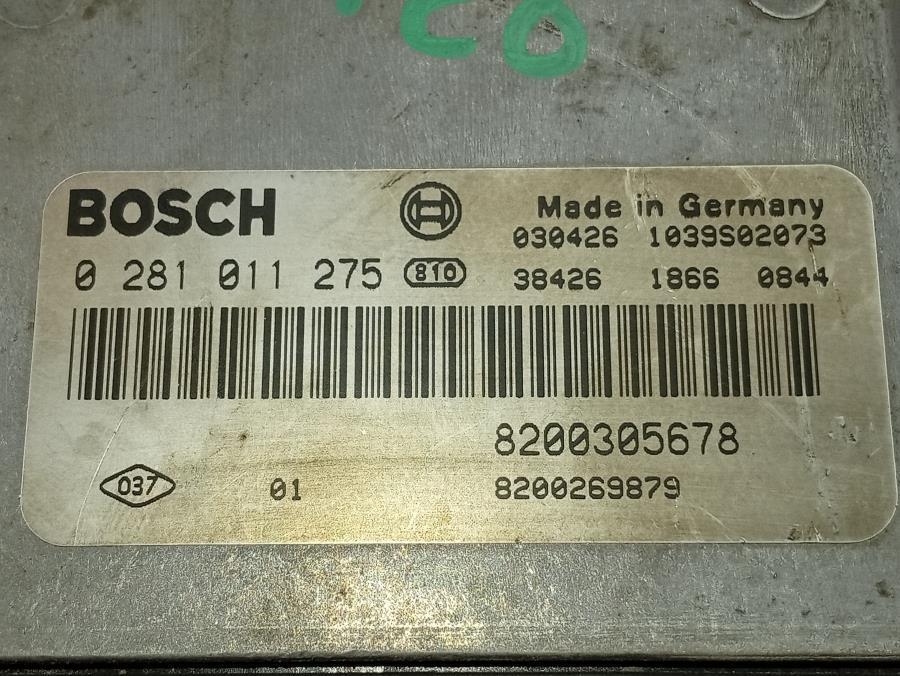 BOSCH
Made in Germany
030426 1039S02073
0 281 011 275 810
38426 1866 0844
8200305678
037 01 8200269879